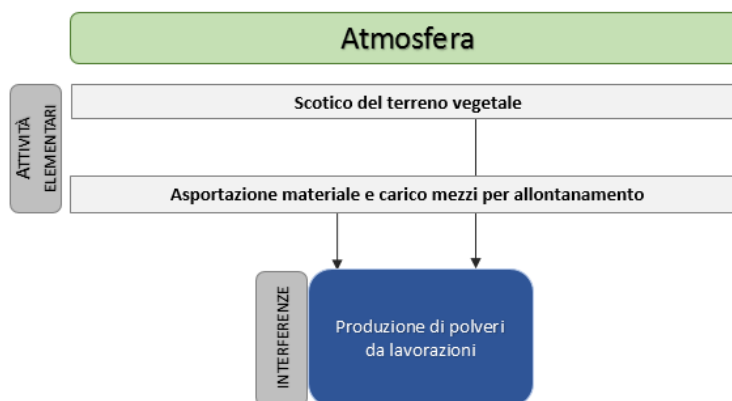 Atmosfera
Scotico del terreno vegetale
ATTIVITÀ
ELEMENTARI
Asportazione materiale e carico mezzi per allontanamento
INTERFERENZE
Produzione di polveri
da lavorazioni